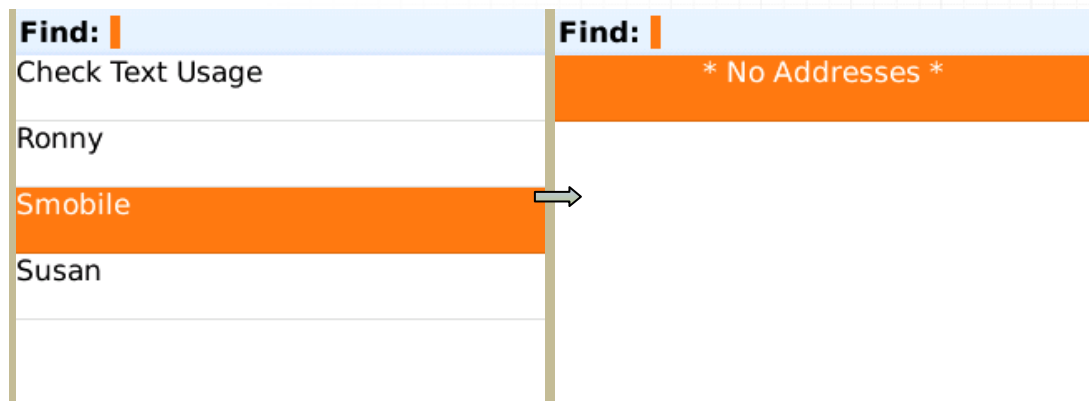 Find:
Check Text Usage
Ronny
Smobile
Susan
Find:
* No Addresses *